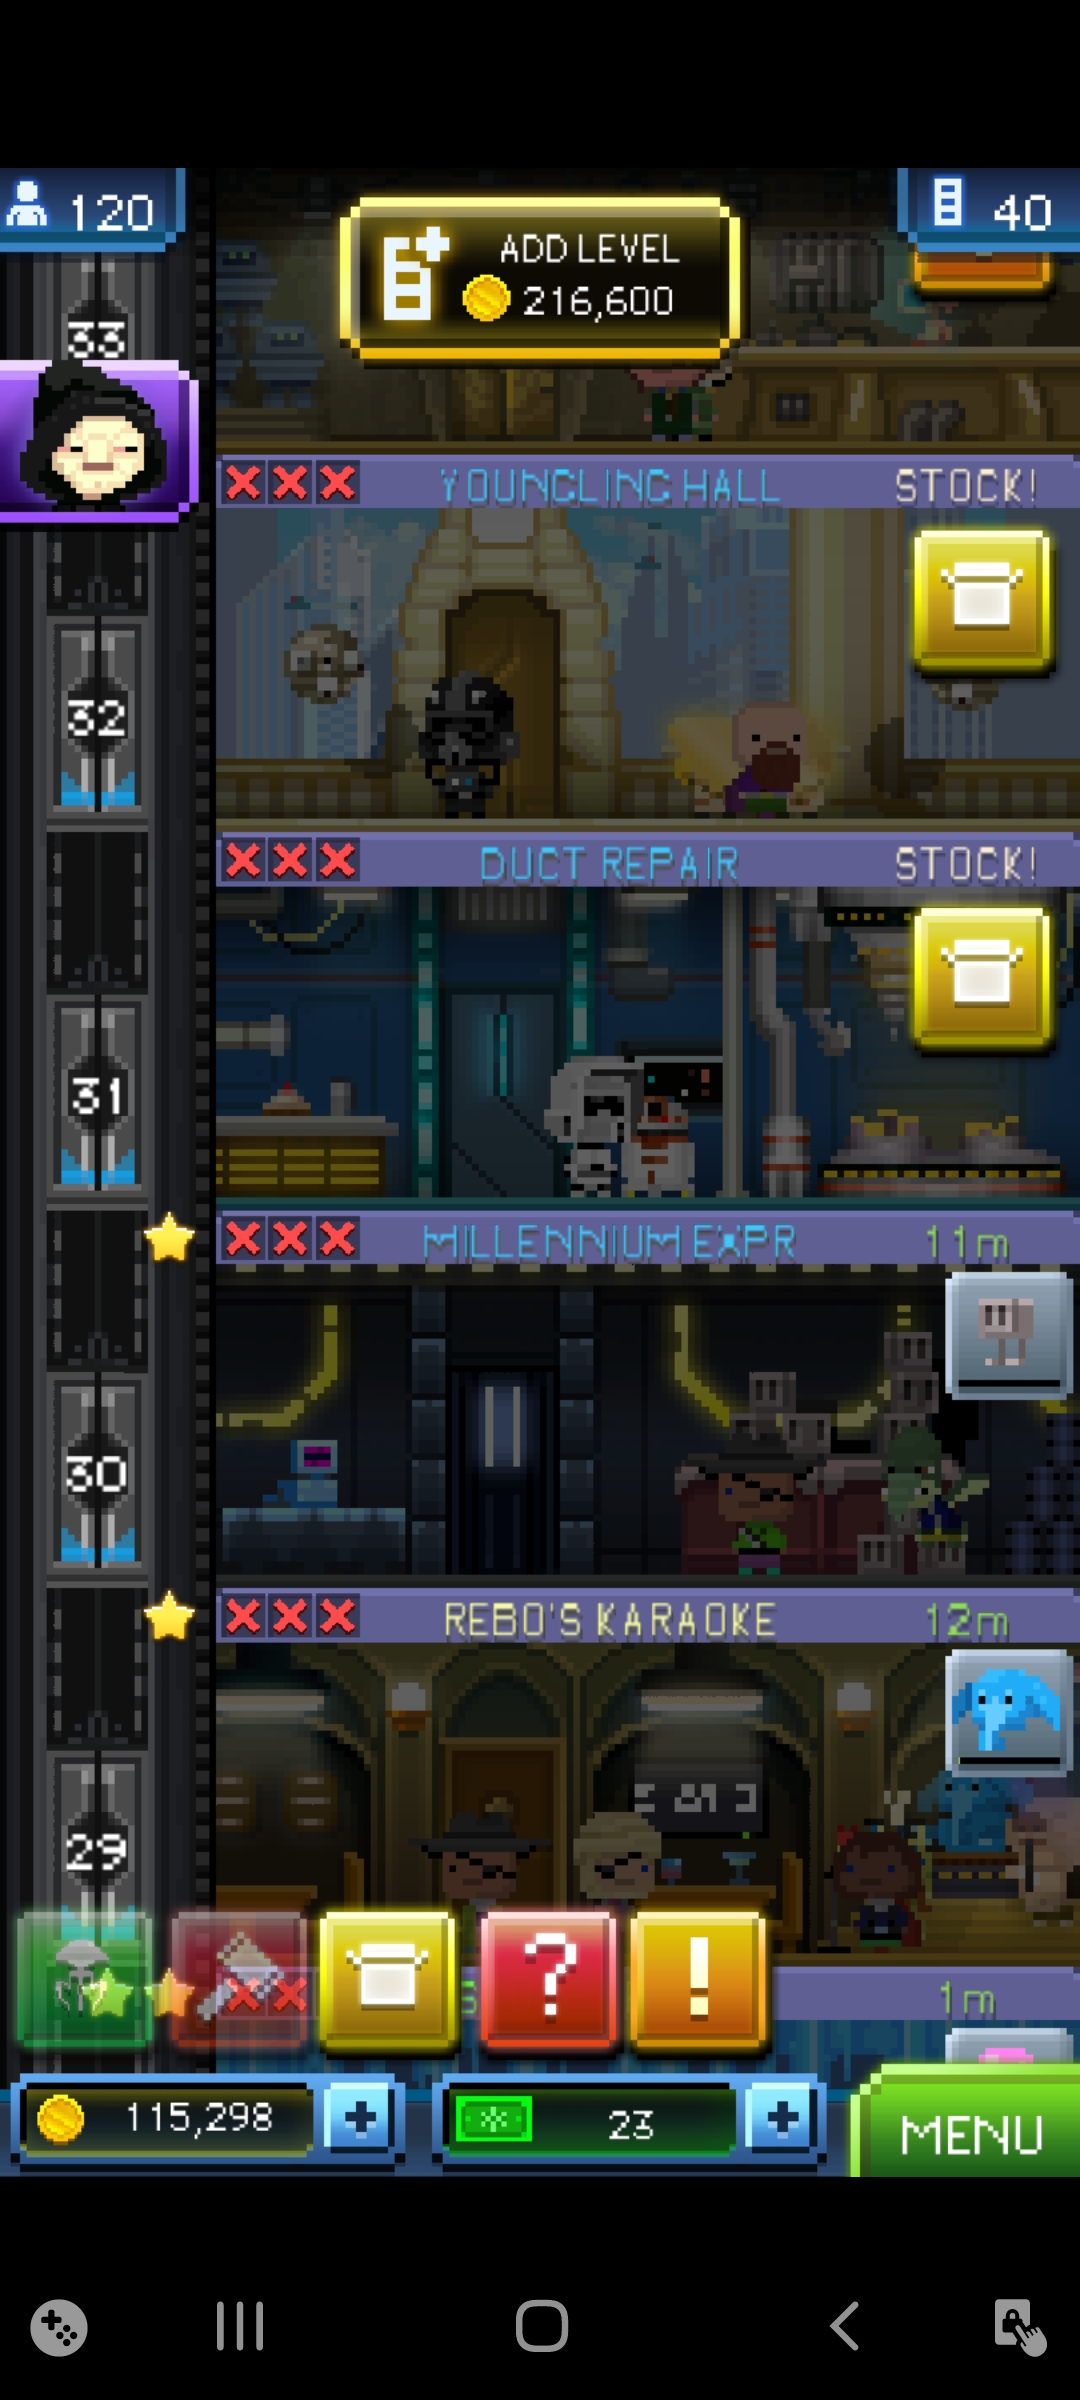 120
ADD LEVEL
216,600
40
33
YOUNGLING HALL STOCK!
32
DUCT REPAIR STOCK!
31
MILLENNIUM EXPR 11m
30
REBO'S KARAOKE 12m
29
?
!
1m
115,298 +
23 +
MENU